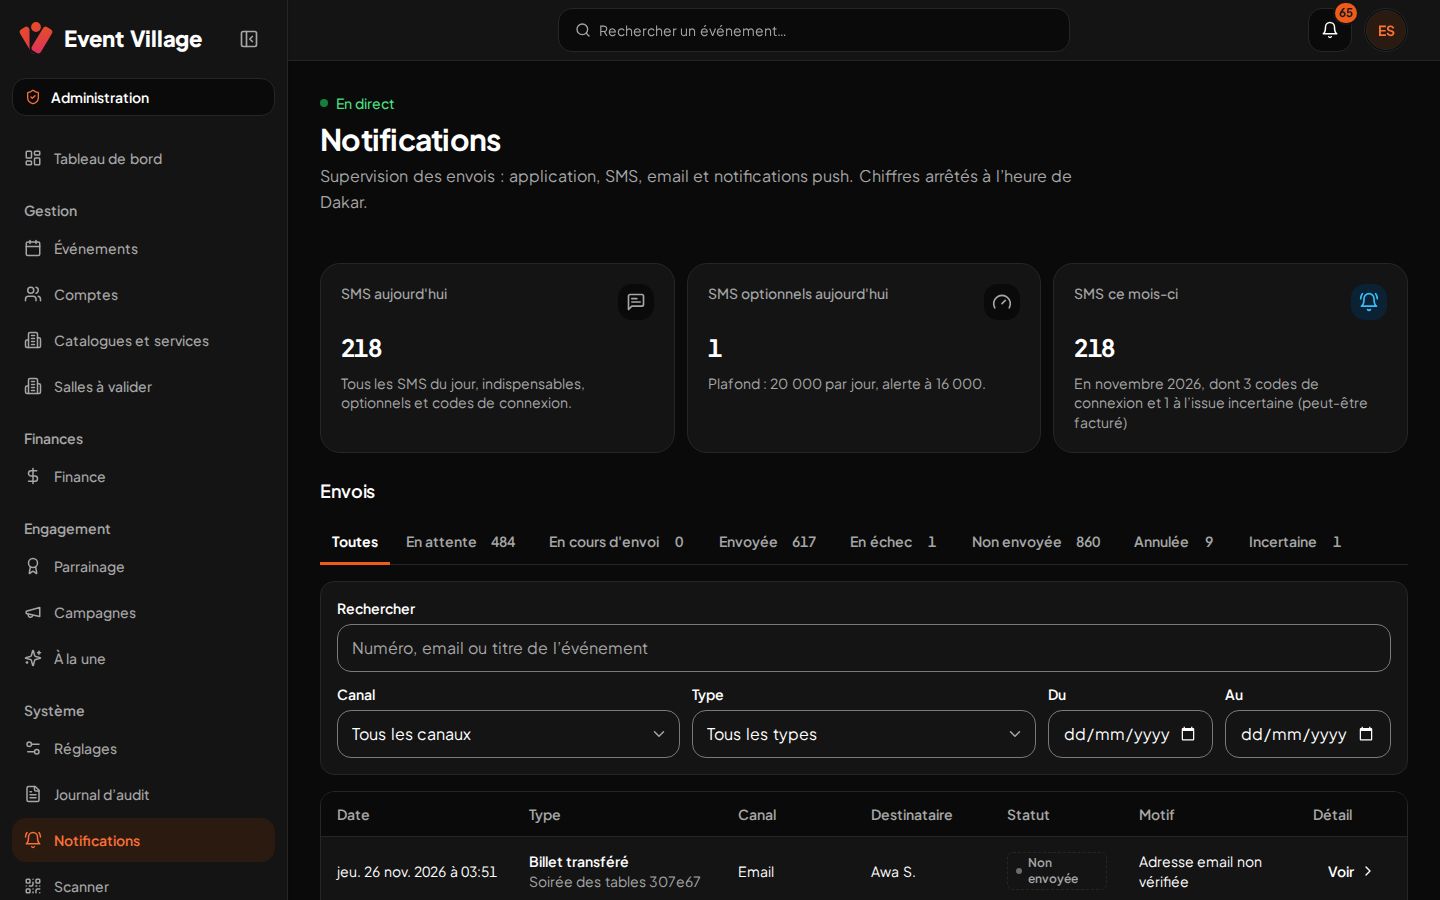 Event Village
Administration
Tableau de bord
Gestion
Événements
Comptes
Catalogues et services
Salles à valider
Finances
Finance
Engagement
Parrainage
Campagnes
À la une
Système
Réglages
Journal d’audit
Notifications
Scanner
Rechercher un événement...
65
ES
En direct
Notifications
Supervision des envois : application, SMS, email et notifications push. Chiffres arrêtés à l’heure de
Dakar.
SMS aujourd'hui
218
Tous les SMS du jour, indispensables,
optionnels et codes de connexion.
SMS optionnels aujourd'hui
1
Plafond : 20 000 par jour, alerte à 16 000.
SMS ce mois-ci
218
En novembre 2026, dont 3 codes de
connexion et 1 à l’issue incertaine (peut-être
facturé)
Envois
Toutes En attente 484 En cours d'envoi 0 Envoyée 617 En échec 1 Non envoyée 860 Annulée 9 Incertaine 1
Rechercher
Numéro, email ou titre de l’événement
Canal Type Du Au
Tous les canaux Tous les types dd/mm/yyyy dd/mm/yyyy
Date Type Canal Destinataire Statut Motif Détail
jeu. 26 nov. 2026 à 03:51 Billet transféré Email Awa S. Non envoyée Adresse email non vérifiée Voir
Soirée des tables 307e67